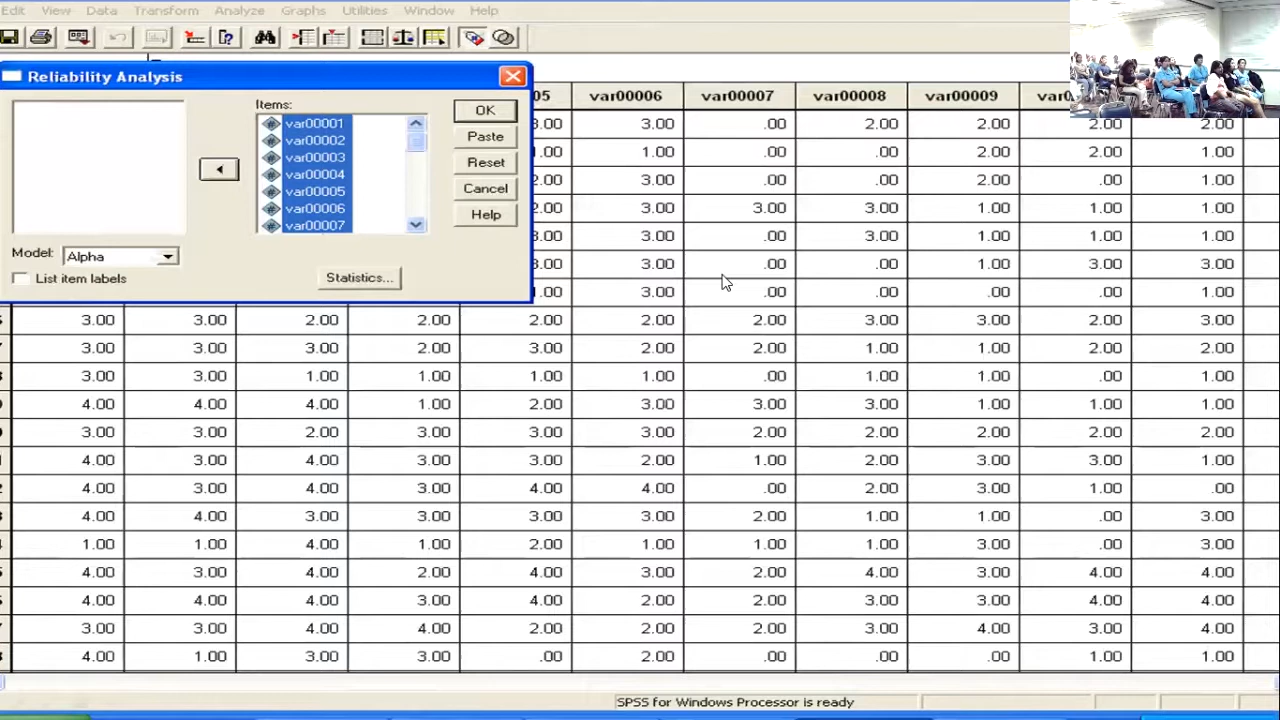 Edit View Data Transform Analyze Graphs Utilities Window Help
Reliability Analysis
Items:
var00001
var00002
var00003
var00004
var00005
var00006
var00007
OK
Paste
Reset
Cancel
Help
Model: Alpha
List item labels
Statistics...
05 var00006 var00007 var00008 var00009
3.00 3.00 .00 2.00 2.00 2.00 3.00
1.00 .00 .00 2.00 2.00 1.00
3.00 .00 .00 2.00 .00 1.00
2.00 3.00 3.00 3.00 1.00 1.00 1.00
3.00 3.00 .00 3.00 1.00 1.00 2.00
3.00 3.00 .00 .00 1.00 3.00 3.00
3.00 .00 .00 .00 .00 1.00
3.00 3.00 2.00 2.00 2.00 2.00 2.00 3.00 3.00 2.00 3.00
3.00 3.00 3.00 2.00 3.00 2.00 2.00 1.00 1.00 2.00 2.00
3.00 3.00 1.00 1.00 1.00 1.00 .00 1.00 1.00 .00 1.00
4.00 4.00 4.00 1.00 2.00 3.00 3.00 3.00 1.00 1.00 1.00
3.00 3.00 2.00 3.00 3.00 3.00 2.00 2.00 2.00 2.00 2.00
4.00 3.00 4.00 3.00 3.00 2.00 1.00 2.00 3.00 3.00 1.00
4.00 3.00 3.00 3.00 4.00 4.00 .00 2.00 3.00 1.00 .00
4.00 4.00 3.00 3.00 3.00 3.00 2.00 1.00 1.00 .00 3.00
1.00 1.00 4.00 1.00 2.00 1.00 1.00 1.00 3.00 .00 3.00
4.00 3.00 4.00 2.00 4.00 3.00 2.00 4.00 3.00 4.00 4.00
4.00 4.00 4.00 3.00 4.00 2.00 2.00 3.00 3.00 4.00 4.00
3.00 3.00 4.00 4.00 2.00 2.00 2.00 3.00 4.00 3.00 4.00
4.00 1.00 3.00 3.00 .00 2.00 .00 .00 .00 1.00 1.00
SPSS for Windows Processor is ready